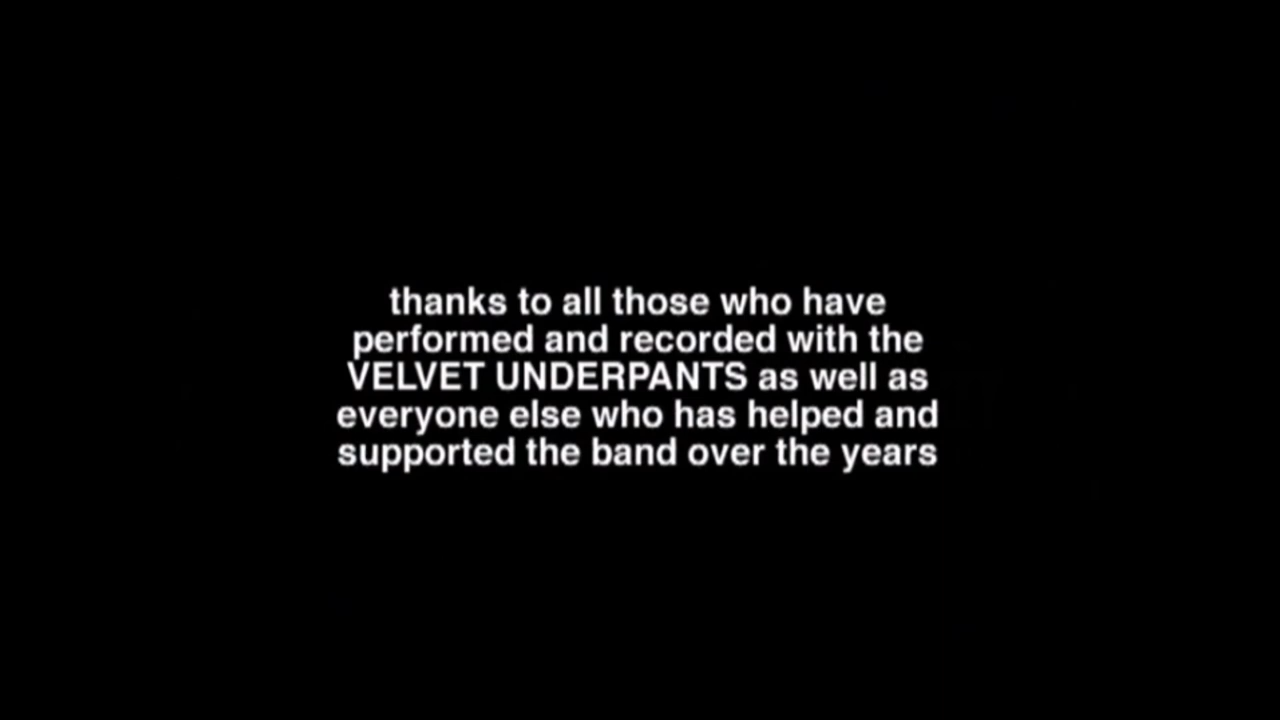 thanks to all those who have
performed and recorded with the
VELVET UNDERPANTS as well as
everyone else who has helped and
supported the band over the years